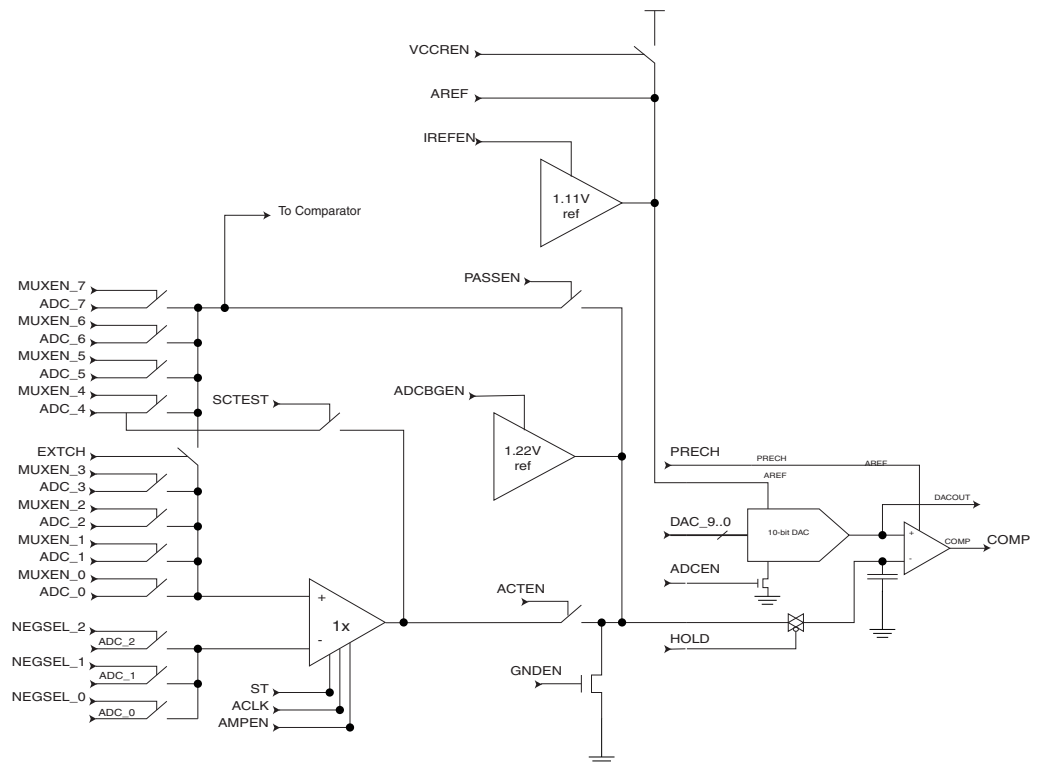 VCCREN
AREF
IREFEN
1.11V
ref
To Comparator
PASSEN
MUXEN_7
ADC_7
MUXEN_6
ADC_6
MUXEN_5
ADC_5
MUXEN_4
ADC_4
SCTEST
ADCBGEN
1.22V
ref
EXTCH
MUXEN_3
ADC_3
MUXEN_2
ADC_2
MUXEN_1
ADC_1
MUXEN_0
ADC_0
PRECH
PRECH
AREF
AREF
DACOUT
DAC_9..0
10-bit DAC
+
-
COMP
COMP
ADCEN
ACTEN
HOLD
GNDEN
+
1x
-
NEGSEL_2
ADC_2
NEGSEL_1
ADC_1
NEGSEL_0
ADC_0
ST
ACLK
AMPEN